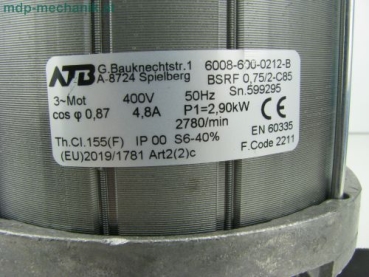 mdp-mechanik.at
ATB
G.Bauknechtstr.1
A-8724 Spielberg
6008-600-0212-B
BSRF 0,75/2-C85
Sn.599295
3~Mot 400V 50Hz
cos φ 0,87 4,8A P1=2,90kW
2780/min
CE
EN 60335
Th.Cl.155(F) IP 00 S6-40%
(EU)2019/1781 Art2(2)c
F.Code 2211